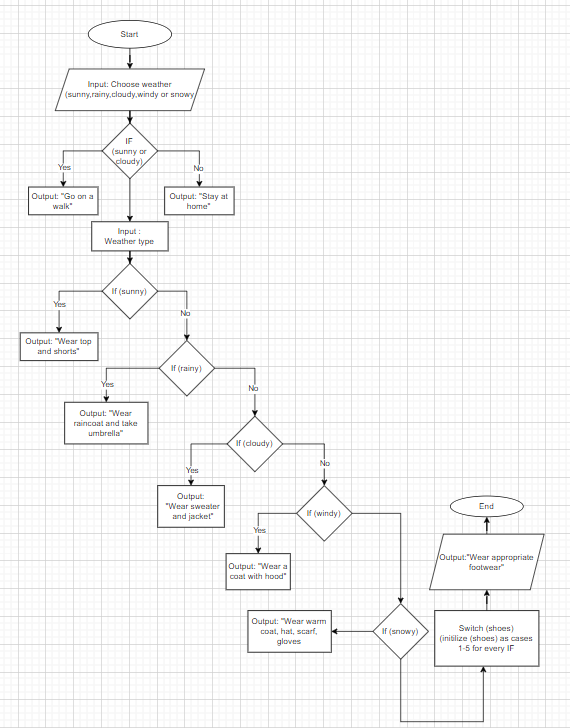 Start
Input: Choose weather
(sunny,rainy,cloudy,windy or snowy
IF
(sunny or
cloudy)
Yes
No
Output: "Go on a
walk"
Output: "Stay at
home"
Input :
Weather type
If (sunny)
Yes
No
Output: "Wear top
and shorts"
If (rainy)
Yes
No
Output: "Wear
raincoat and take
umbrella"
If (cloudy)
Yes
No
Output:
"Wear sweater
and jacket"
If (windy)
Yes
Output: "Wear a
coat with hood"
End
Output:"Wear appropriate
footwear"
Output: "Wear warm
coat, hat, scarf,
gloves
If (snowy)
Switch (shoes)
(initilize (shoes) as cases
1-5 for every IF